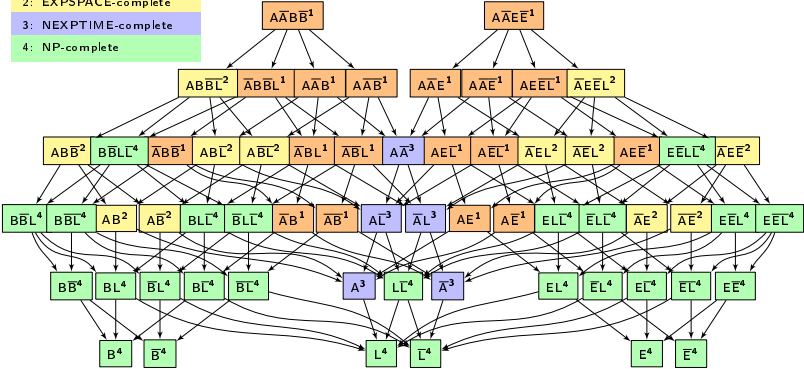 2: EXPSPACE-complete
3: NEXPTIME-complete
4: NP-complete
AA̅BB̅¹ AA̅EE̅¹
ABB̅L̅² A̅BB̅L¹ AA̅B¹ AA̅B̅¹ AA̅E¹ AA̅E̅¹ AEE̅L̅¹ A̅EE̅L²
ABB̅² BB̅LL̅⁴ A̅BB̅¹ ABL̅² AB̅L̅² A̅BL¹ A̅B̅L¹ AA̅³ AEL̅¹ AE̅L̅¹ A̅EL² A̅E̅L² AEE̅¹ EE̅LL̅⁴ A̅EE̅²
BB̅L⁴ BB̅L̅⁴ AB² AB̅² BLL̅⁴ B̅LL̅⁴ A̅B¹ A̅B̅¹ AL̅³ A̅L³ AE¹ AE̅¹ ELL̅⁴ E̅LL̅⁴ A̅E² A̅E̅² EE̅L⁴ EE̅L̅⁴
BB̅⁴ BL⁴ B̅L⁴ BL̅⁴ B̅L̅⁴ A³ LL̅⁴ A̅³ EL⁴ E̅L⁴ EL̅⁴ E̅L̅⁴ EE̅⁴
B⁴ B̅⁴ L⁴ L̅⁴ E⁴ E̅⁴